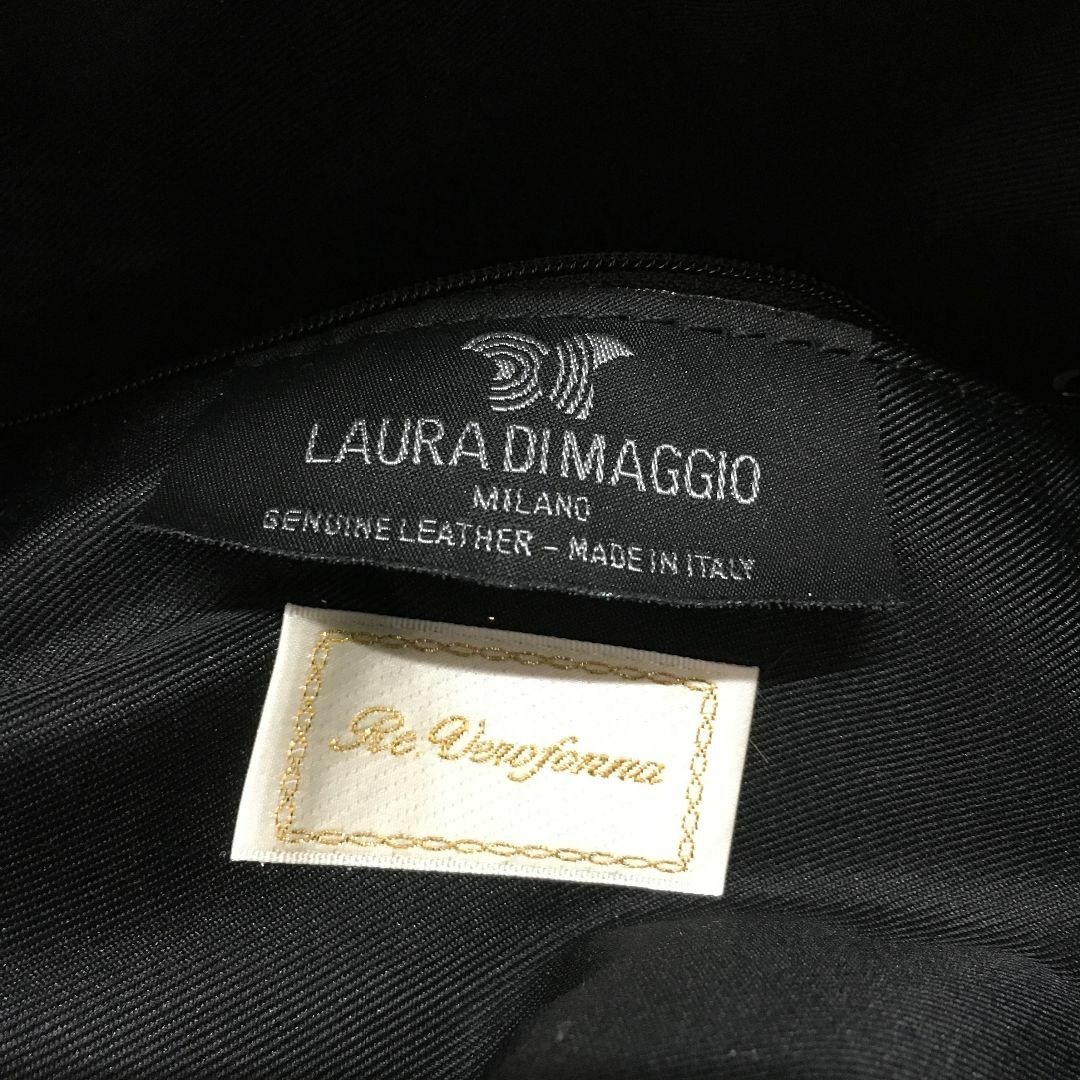 LAURA DI MAGGIO
MILANO
GENUINE LEATHER – MADE IN ITALY
Re. Verofonna